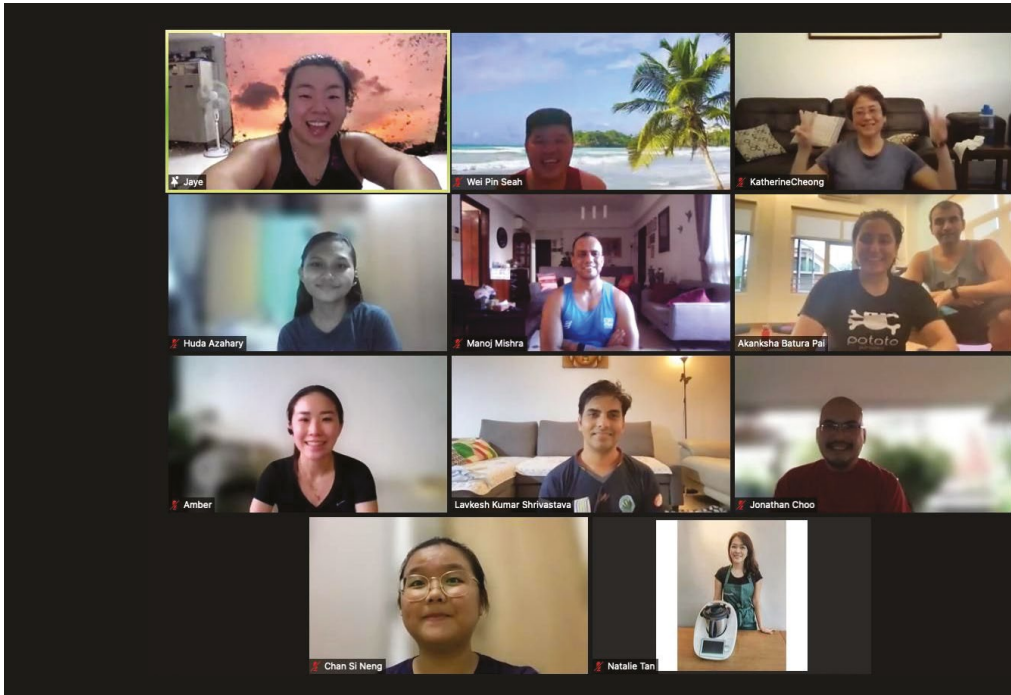 Jaye
Wei Pin Seah
KatherineCheong
Huda Azahary
Manoj Mishra
Akanksha Batura Pai
potato
Amber
Lavkesh Kumar Shrivastava
Jonathan Choo
Chan Si Neng
Natalie Tan